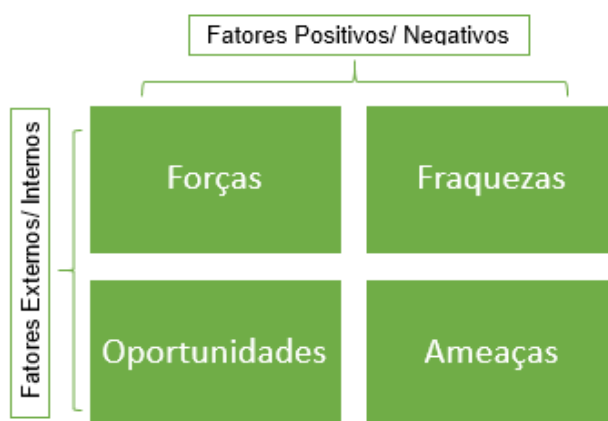 Fatores Positivos/ Negativos
Fatores Externos/ Internos
Forças
Fraquezas
Oportunidades
Ameaças